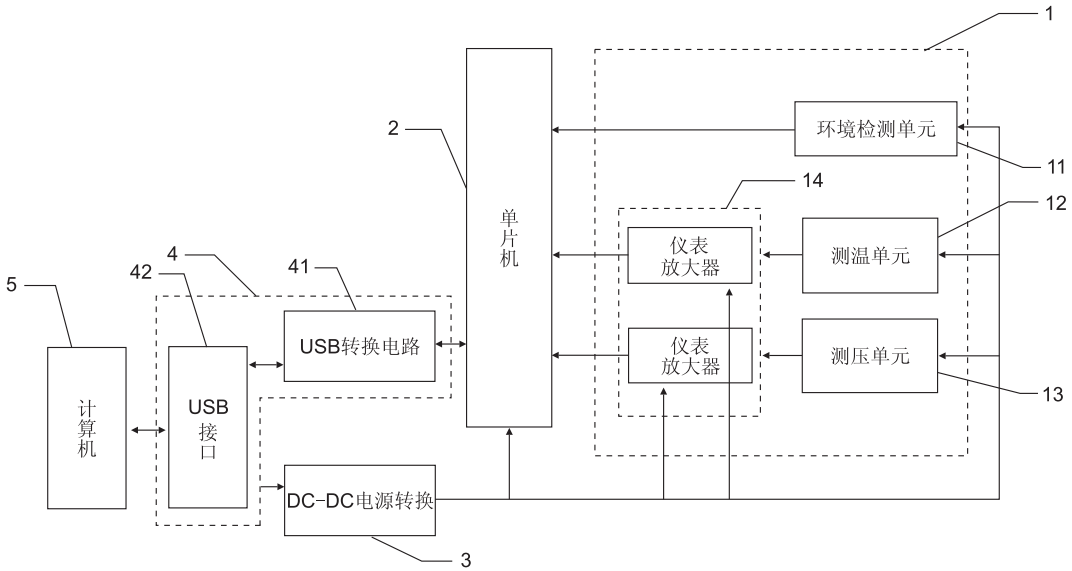 1
2
环境检测单元
11
14
12
单
片
机
仪表
放大器
测温单元
4
41
42
5
USB转换电路
仪表
放大器
测压单元
13
USB
接
口
计
算
机
DC-DC电源转换
3